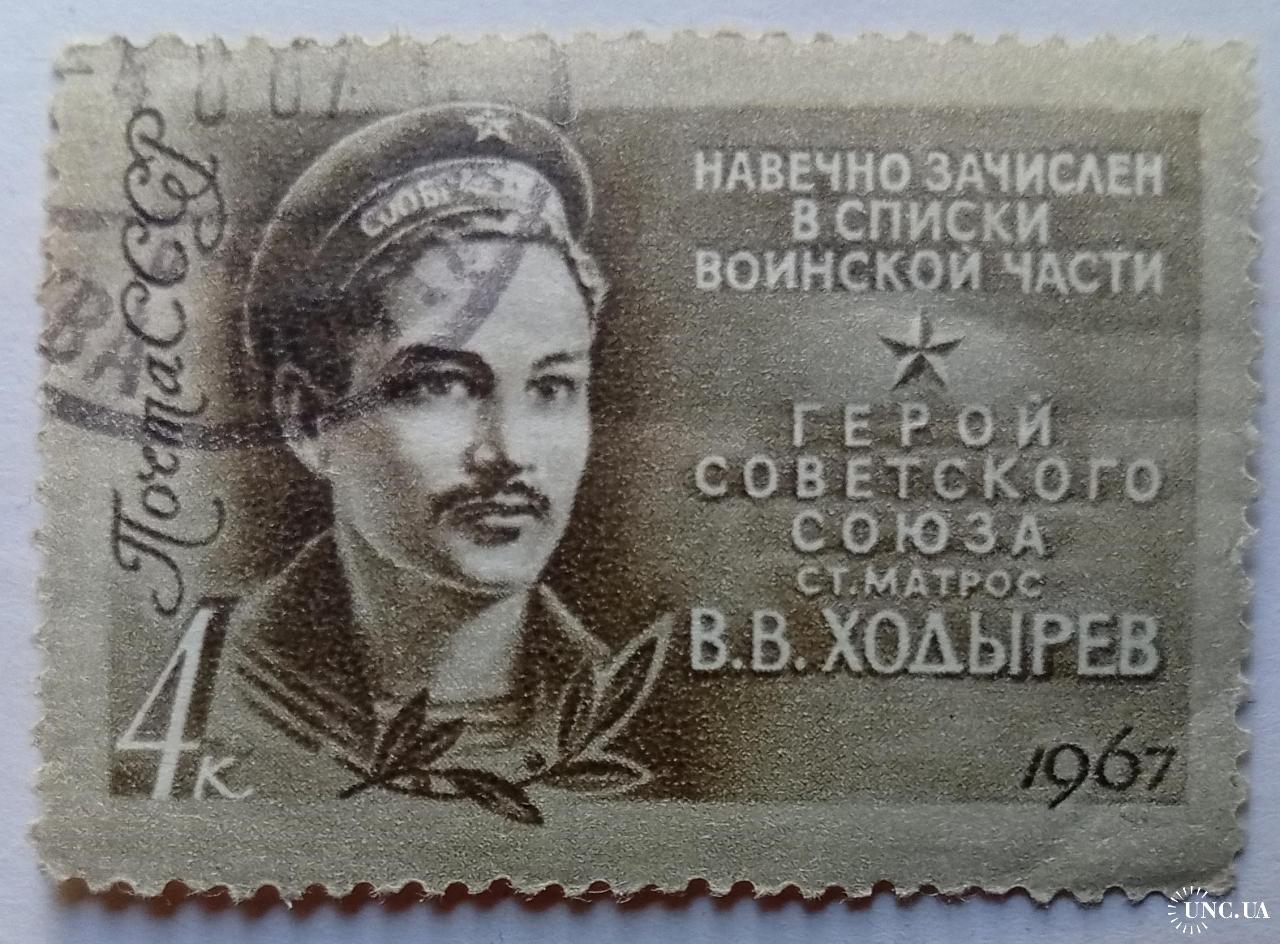 Почта СССР
НАВЕЧНО ЗАЧИСЛЕН
В СПИСКИ
ВОИНСКОЙ ЧАСТИ
ГЕРОЙ
СОВЕТСКОГО
СОЮЗА
СТ. МАТРОС
В.В. ХОДЫРЕВ
4к
1967
UNC.UA